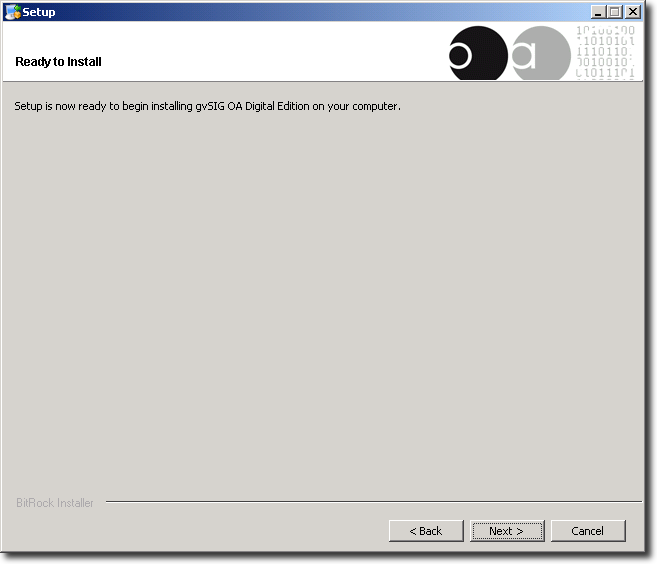 Setup
Ready to Install
o a
10100100
11010101
1110110.
00100101
01011101
Setup is now ready to begin installing gvSIG OA Digital Edition on your computer.
BitRock Installer
< Back
Next >
Cancel